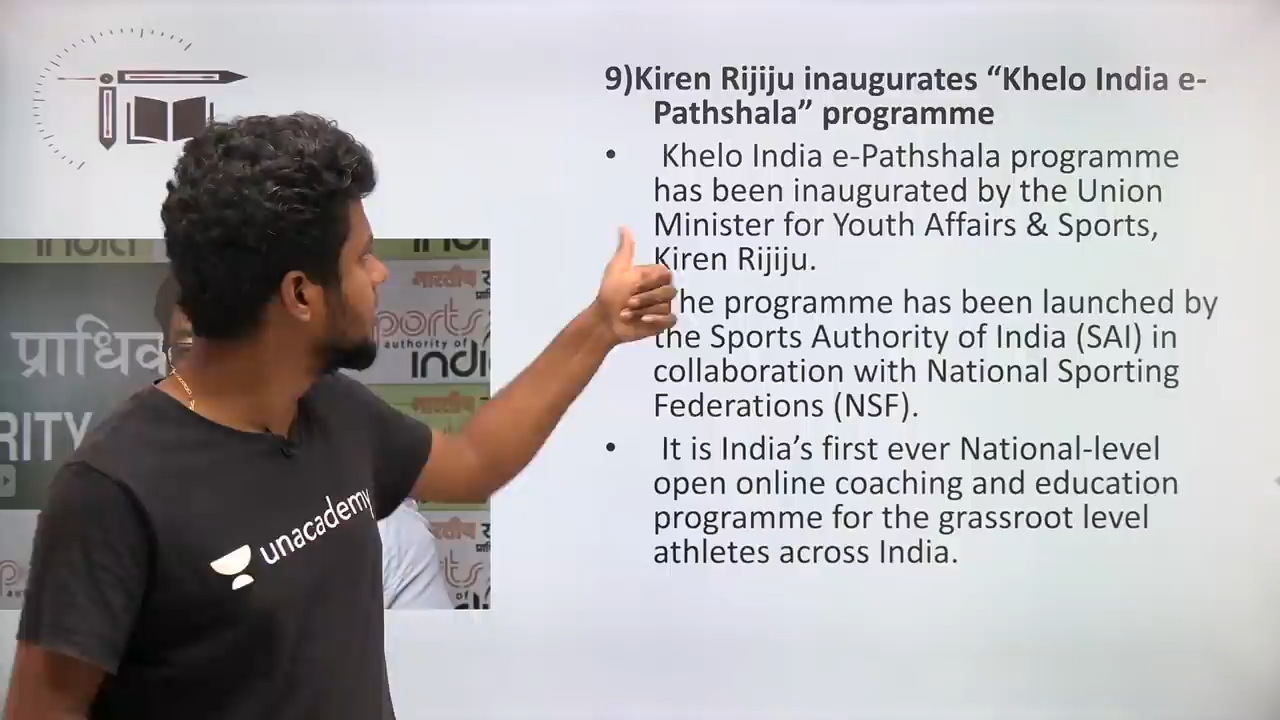 9)Kiren Rijiju inaugurates “Khelo India e-
Pathshala” programme
• Khelo India e-Pathshala programme
has been inaugurated by the Union
Minister for Youth Affairs & Sports,
Kiren Rijiju.
he programme has been launched by
the Sports Authority of India (SAI) in
collaboration with National Sporting
Federations (NSF).
• It is India’s first ever National-level
open online coaching and education
programme for the grassroot level
athletes across India.
प्राधिक
RITY
भारतीय
ports
authority of
india
unacademy